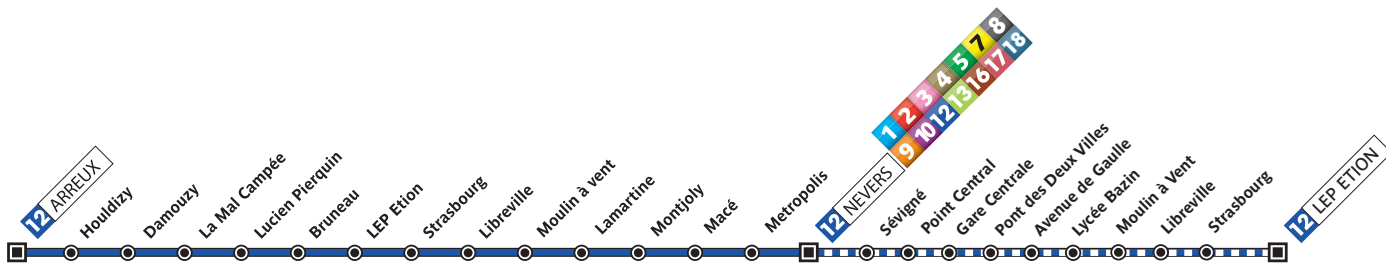 12 ARREUX
Houldizy
Damouzy
La Mal Campée
Lucien Pierquin
Bruneau
LEP Etion
Strasbourg
Libreville
Moulin à vent
Lamartine
Montjoly
Macé
Metropolis
12 NEVERS
1 2 3 4 5 7 8
9 10 12 13 16 17 18
Sévigné
Point Central
Gare Centrale
Pont des Deux Villes
Avenue de Gaulle
Lycée Bazin
Moulin à Vent
Libreville
Strasbourg
12 LEP ETION